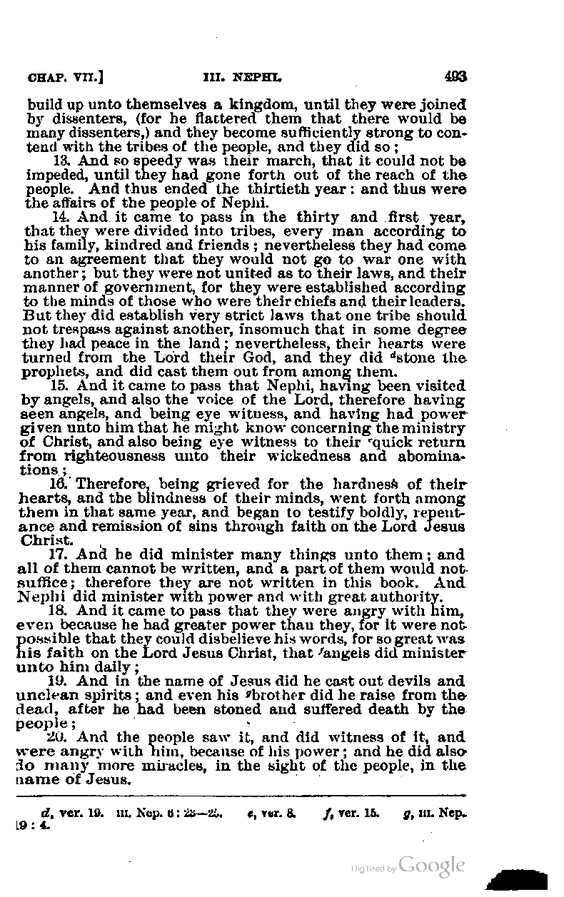 CHAP. VII.] III. NEPHI. 493
build up unto themselves a kingdom, until they were joined
by dissenters, (for he flattered them that there would be
many dissenters,) and they become sufficiently strong to con-
tend with the tribes of the people, and they did so ;
13. And so speedy was their march, that it could not be
impeded, until they had gone forth out of the reach of the
people. And thus ended the thirtieth year : and thus were
the affairs of the people of Nephi.
14. And it came to pass in the thirty and first year,
that they were divided into tribes, every man according to
his family, kindred and friends ; nevertheless they had come
to an agreement that they would not go to war one with
another ; but they were not united as to their laws, and their
manner of government, for they were established according
to the minds of those who were their chiefs and their leaders.
But they did establish very strict laws that one tribe should
not trespass against another, insomuch that in some degree
they had peace in the land ; nevertheless, their hearts were
turned from the Lord their God, and they did dstone the
prophets, and did cast them out from among them.
15. And it came to pass that Nephi, having been visited
by angels, and also the voice of the Lord, therefore having
seen angels, and being eye witness, and having had power
given unto him that he might know concerning the ministry
of Christ, and also being eye witness to their equick return
from righteousness unto their wickedness and abomina-
tions ;
16. Therefore, being grieved for the hardness of their
hearts, and the blindness of their minds, went forth among
them in that same year, and began to testify boldly, repent-
ance and remission of sins through faith on the Lord Jesus
Christ.
17. And he did minister many things unto them ; and
all of them cannot be written, and a part of them would not
suffice ; therefore they are not written in this book. And
Nephi did minister with power and with great authority.
18. And it came to pass that they were angry with him,
even because he had greater power than they, for it were not
possible that they could disbelieve his words, for so great was
his faith on the Lord Jesus Christ, that fangels did minister
unto him daily ;
19. And in the name of Jesus did he cast out devils and
unclean spirits ; and even his gbrother did he raise from the
dead, after he had been stoned and suffered death by the
people ;
20. And the people saw it, and did witness of it, and
were angry with him, because of his power ; and he did also
do many more miracles, in the sight of the people, in the
name of Jesus.
d, ver. 19. III. Nep. 6 : 23—25. e, ver. 8. f, ver. 15. g, III. Nep.
19 : 4.
Digitized by Google